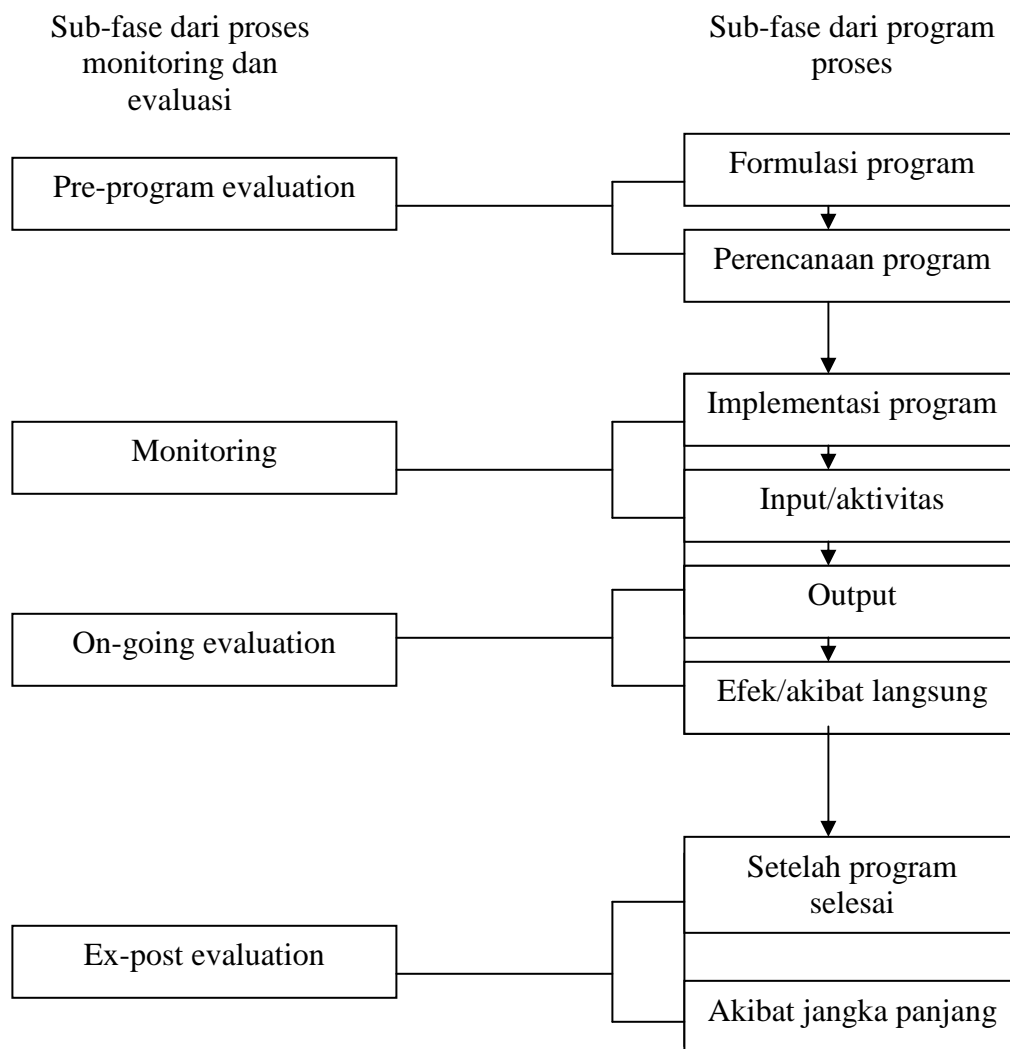 Sub-fase dari proses
monitoring dan
evaluasi
Sub-fase dari program
proses
Pre-program evaluation
Formulasi program
Perencanaan program
Monitoring
Implementasi program
Input/aktivitas
On-going evaluation
Output
Efek/akibat langsung
Ex-post evaluation
Setelah program
selesai
Akibat jangka panjang